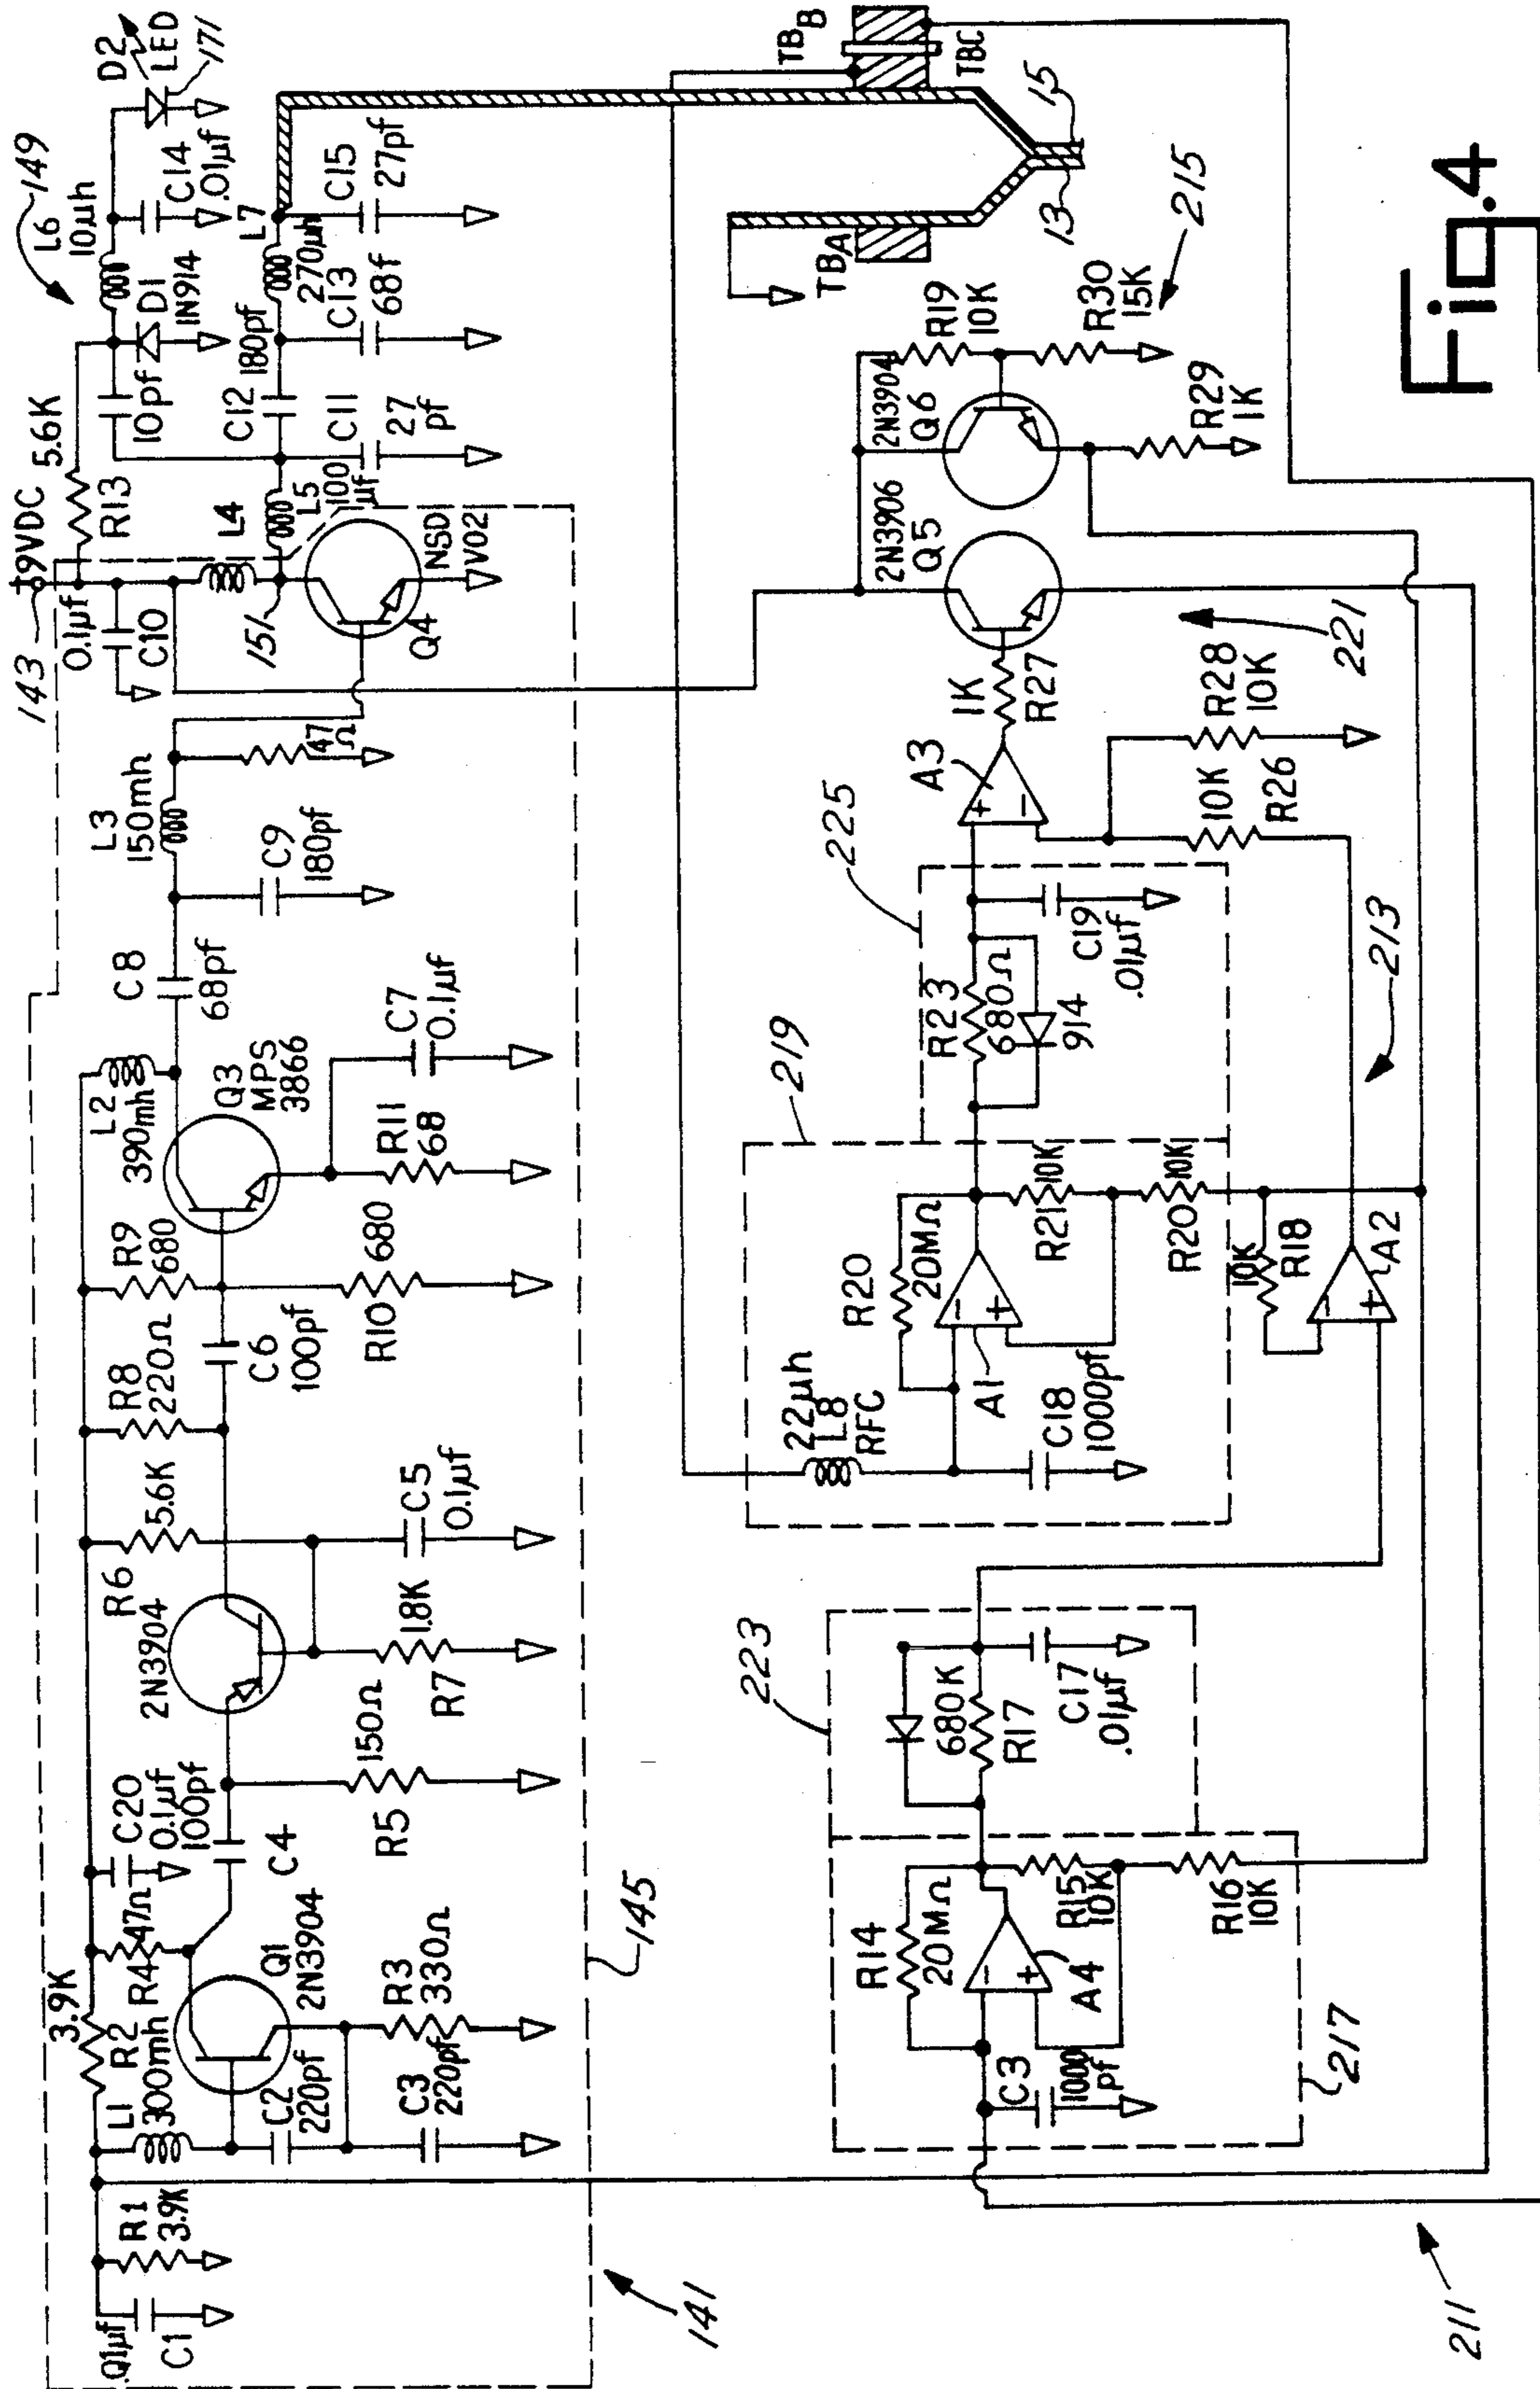 143
+9VDC
0.1µf
C10
R13
5.6K
L4
151
L5
100
µf
NSD1
V02
Q4
10pf
D1
1N914
L6
10µh
149
C14
.01µf
D2
LED
171
C12
180pf
C11
27
pf
L7
270µh
C13
68f
C15
27pf
.01µf
C1
R1
3.9K
L1
300mh
3.9K
R2
R4
47Ω
C2
220pf
C3
220pf
Q1
2N3904
R3
330Ω
C20
0.1µf
100pf
C4
R5
150Ω
2N3904
R6
5.6K
R7
1.8K
C5
0.1µf
R8
220Ω
C6
100pf
R9
680
R10
680
L2
390mh
Q3
MPS
3866
R11
68
C7
0.1µf
C8
68pf
C9
180pf
L3
150mh
47
Ω
145
141
TBA
TBB
TBC
13
15
215
R19
10K
R30
15K
2N3904
Q6
R29
1K
2N3906
Q5
221
1K
R27
A3
+
−
R28
10K
10K
R26
225
R23
680Ω
914
C19
.01µf
219
R20
20MΩ
−
+
A1
R21
10K
R20
10K
22µh
L8
RFC
C18
1000pf
10K
R18
−
+
A2
213
223
680K
R17
C17
.01µf
R14
20MΩ
−
+
A4
R15
10K
R16
10K
C3
1000
pf
217
211
Fig.4